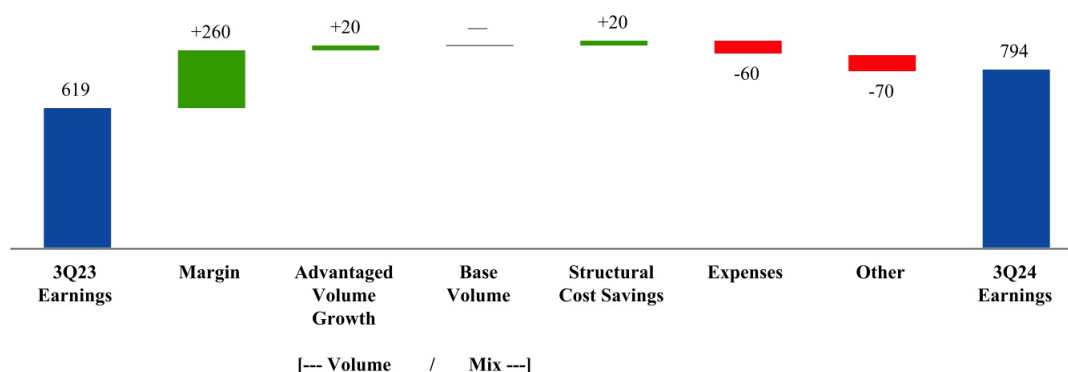 619
+260
+20
—
+20
-60
-70
794
3Q23
Earnings
Margin
Advantaged
Volume
Growth
Base
Volume
Structural
Cost Savings
Expenses
Other
3Q24
Earnings
[--- Volume / Mix ---]